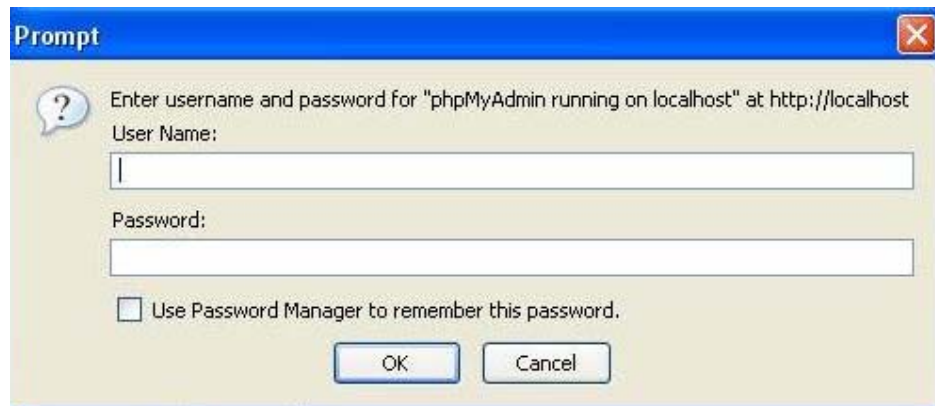 Prompt
Enter username and password for "phpMyAdmin running on localhost" at http://localhost
User Name:
Password:
Use Password Manager to remember this password.
OK Cancel